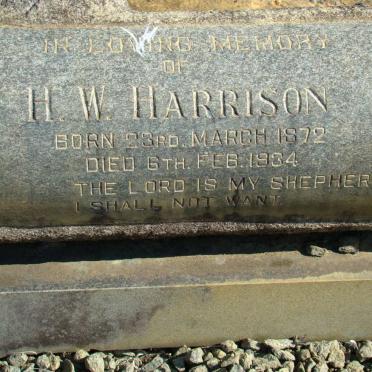 IN LOVING MEMORY
OF
H. W. HARRISON
BORN 23RD. MARCH 1872
DIED 6TH. FEB. 1934
THE LORD IS MY SHEPHER
I SHALL NOT WANT